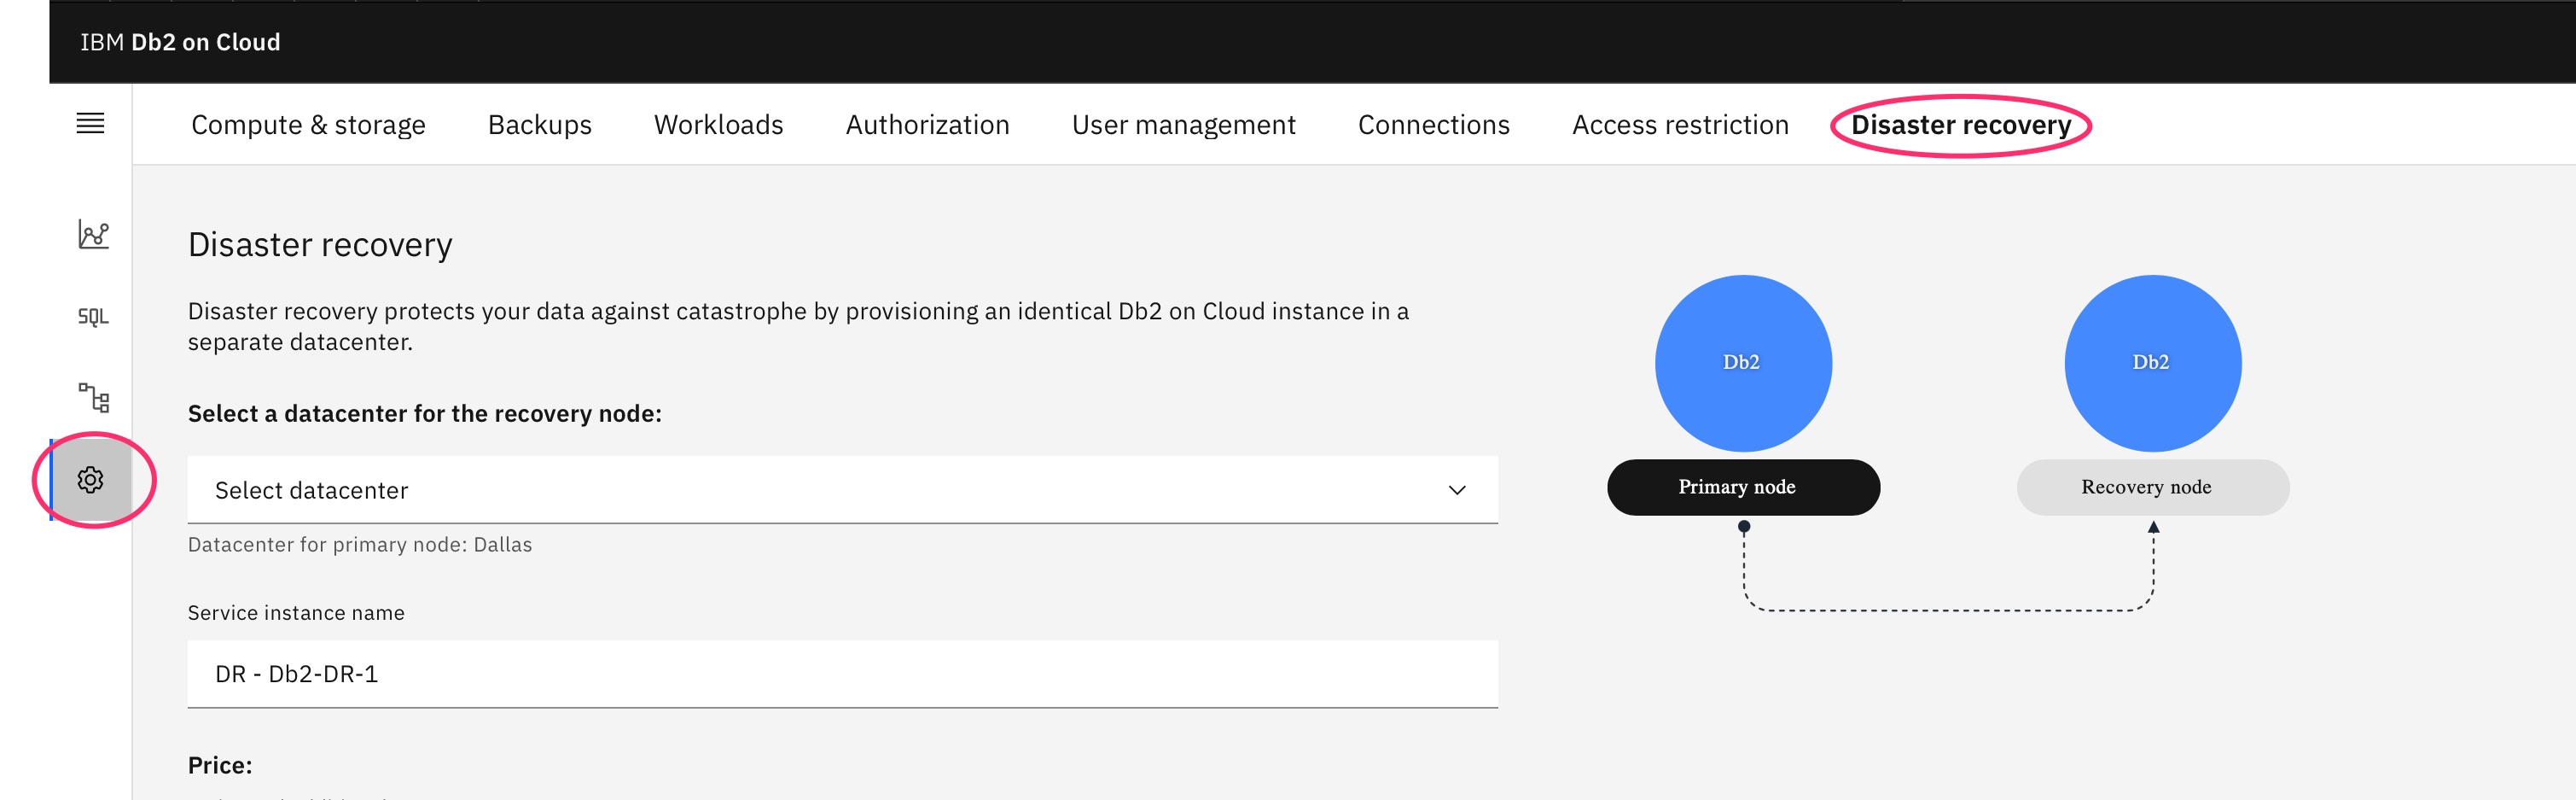 IBM Db2 on Cloud
Compute & storage
Backups
Workloads
Authorization
User management
Connections
Access restriction
Disaster recovery
SQL
Disaster recovery
Disaster recovery protects your data against catastrophe by provisioning an identical Db2 on Cloud instance in a
separate datacenter.
Select a datacenter for the recovery node:
Select datacenter
Datacenter for primary node: Dallas
Service instance name
DR - Db2-DR-1
Price:
Db2
Db2
Primary node
Recovery node